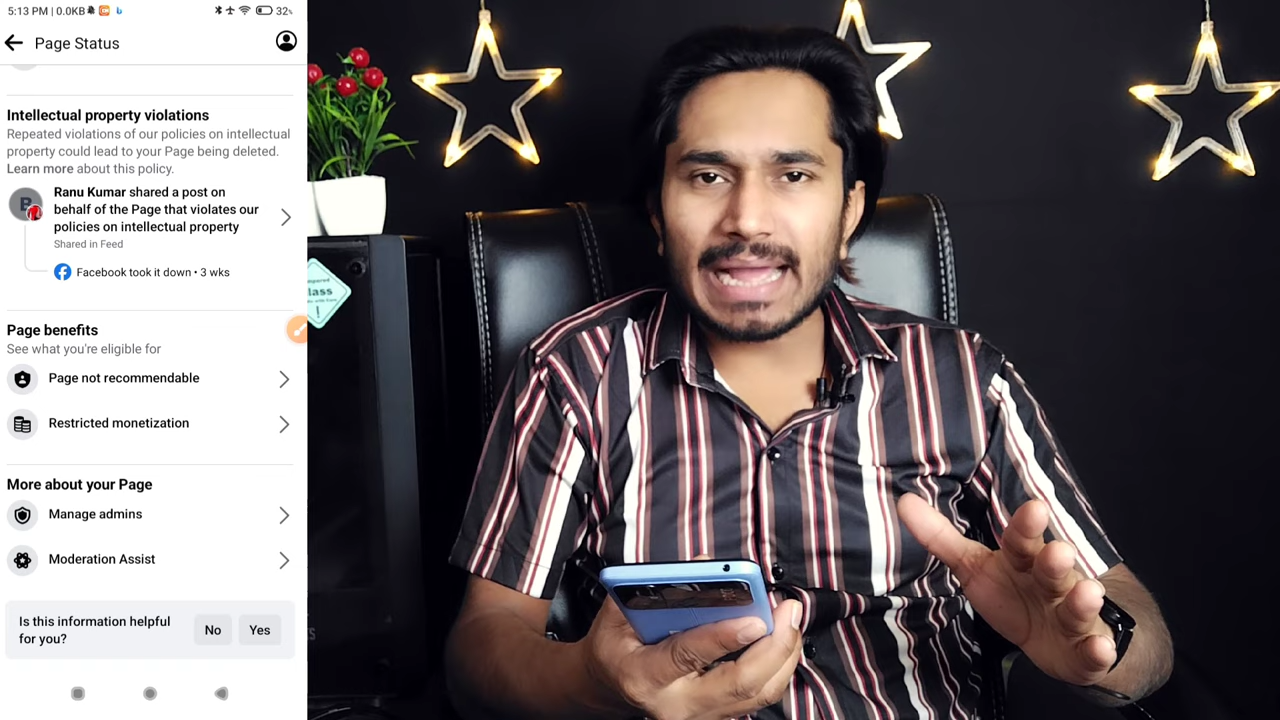 5:13 PM | 0.0KB
32%
Page Status
Intellectual property violations
Repeated violations of our policies on intellectual
property could lead to your Page being deleted.
Learn more about this policy.
Ranu Kumar shared a post on
behalf of the Page that violates our
policies on intellectual property
Shared in Feed
Facebook took it down • 3 wks
Page benefits
See what you're eligible for
Page not recommendable
Restricted monetization
More about your Page
Manage admins
Moderation Assist
Is this information helpful
for you?
No
Yes
lass
!